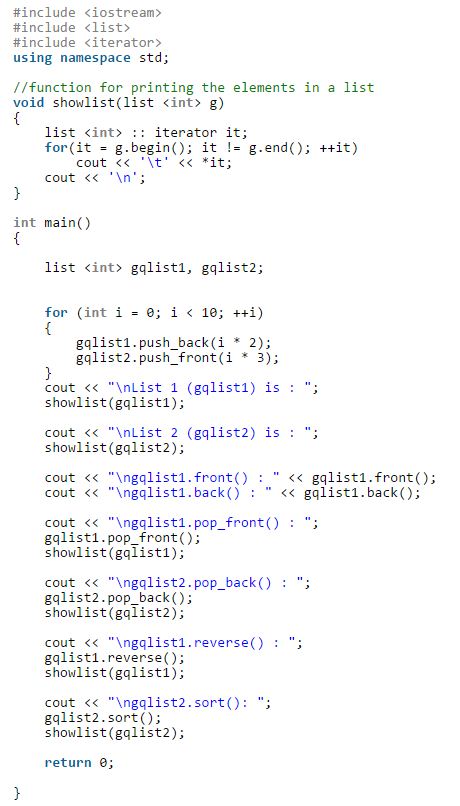 #include <iostream>
#include <list>
#include <iterator>
using namespace std;

//function for printing the elements in a list
void showlist(list <int> g)
{
    list <int> :: iterator it;
    for(it = g.begin(); it != g.end(); ++it)
        cout << '\t' << *it;
    cout << '\n';
}

int main()
{

    list <int> gqlist1, gqlist2;


    for (int i = 0; i < 10; ++i)
    {
        gqlist1.push_back(i * 2);
        gqlist2.push_front(i * 3);
    }
    cout << "\nList 1 (gqlist1) is : ";
    showlist(gqlist1);

    cout << "\nList 2 (gqlist2) is : ";
    showlist(gqlist2);

    cout << "\ngqlist1.front() : " << gqlist1.front();
    cout << "\ngqlist1.back() : " << gqlist1.back();

    cout << "\ngqlist1.pop_front() : ";
    gqlist1.pop_front();
    showlist(gqlist1);

    cout << "\ngqlist2.pop_back() : ";
    gqlist2.pop_back();
    showlist(gqlist2);

    cout << "\ngqlist1.reverse() : ";
    gqlist1.reverse();
    showlist(gqlist1);

    cout << "\ngqlist2.sort(): ";
    gqlist2.sort();
    showlist(gqlist2);

    return 0;

}